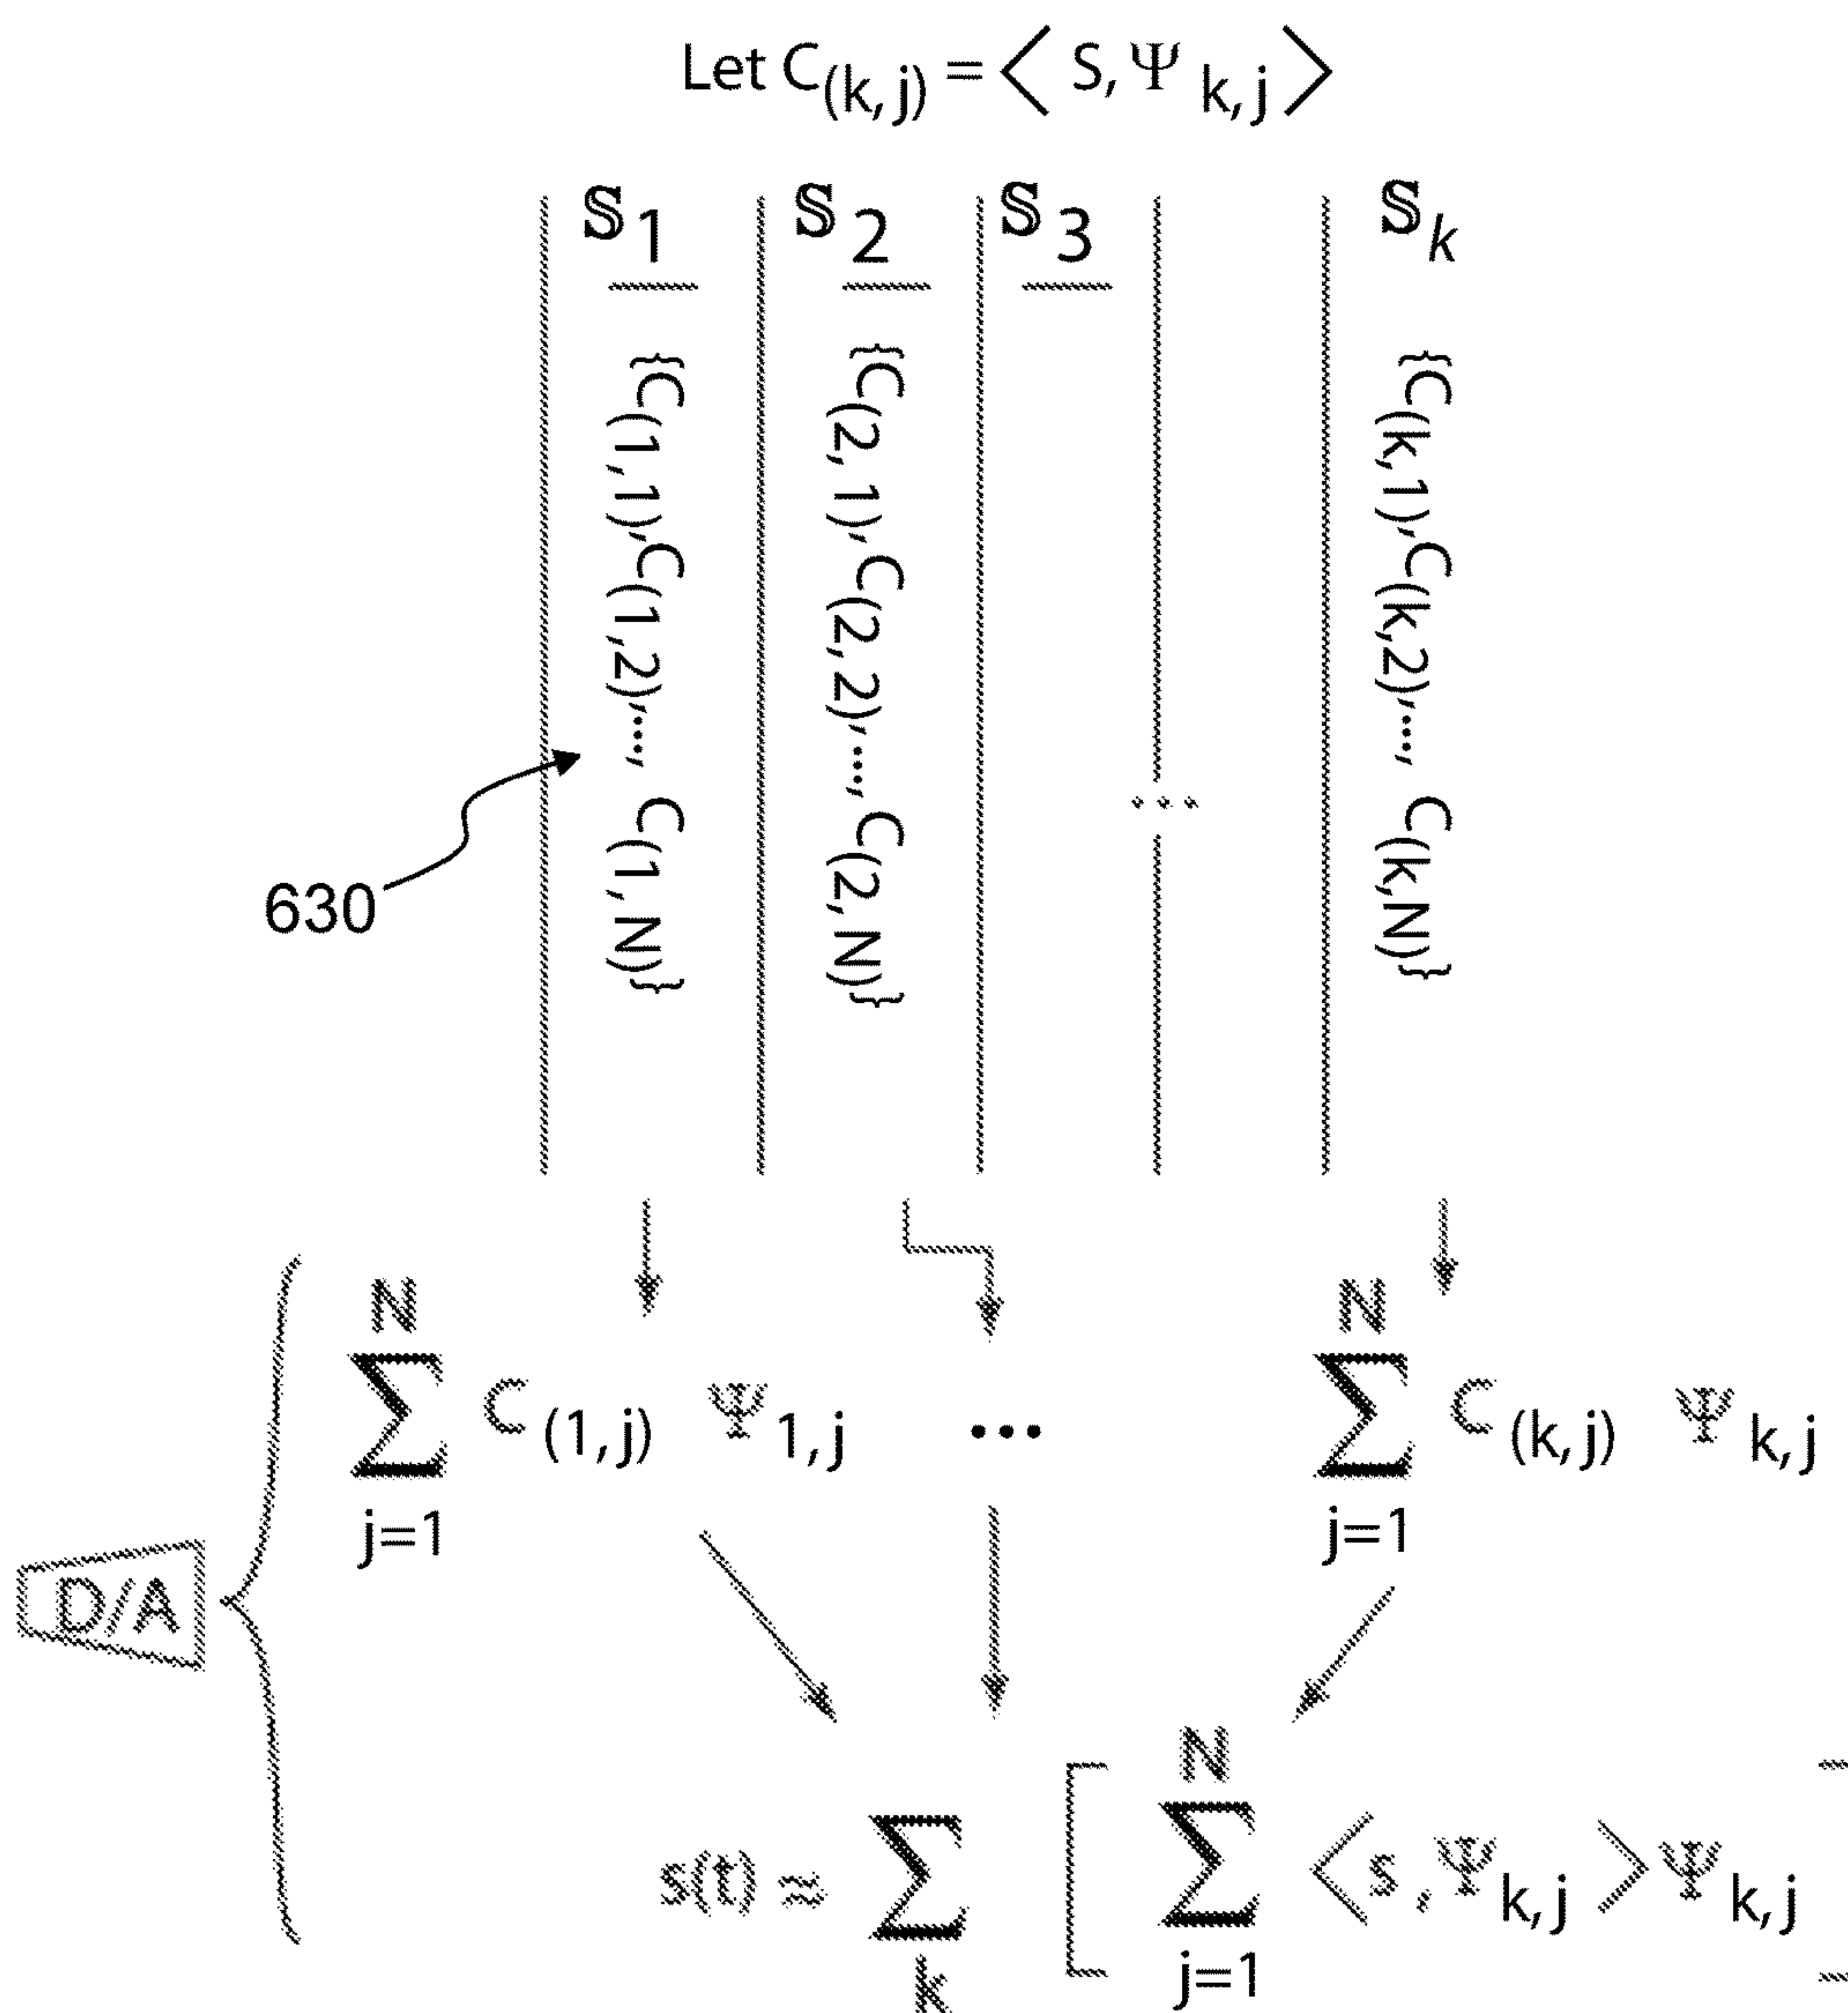 Let C(k,j) = ⟨ S, Ψ k,j ⟩
𝕊1 𝕊2 𝕊3 𝕊k
{C(1,1),C(1,2),..., C(1,N)}
{C(2,1),C(2,2),...,C(2,N)}
...
{C(k,1),C(k,2),..., C(k,N)}
630
N
∑ C(1,j) Ψ1,j
j=1
...
N
∑ C(k,j) Ψk,j
j=1
D/A
s(t) ≈ ∑ k [ N ∑ j=1 ⟨s,Ψk,j⟩Ψk,j ]